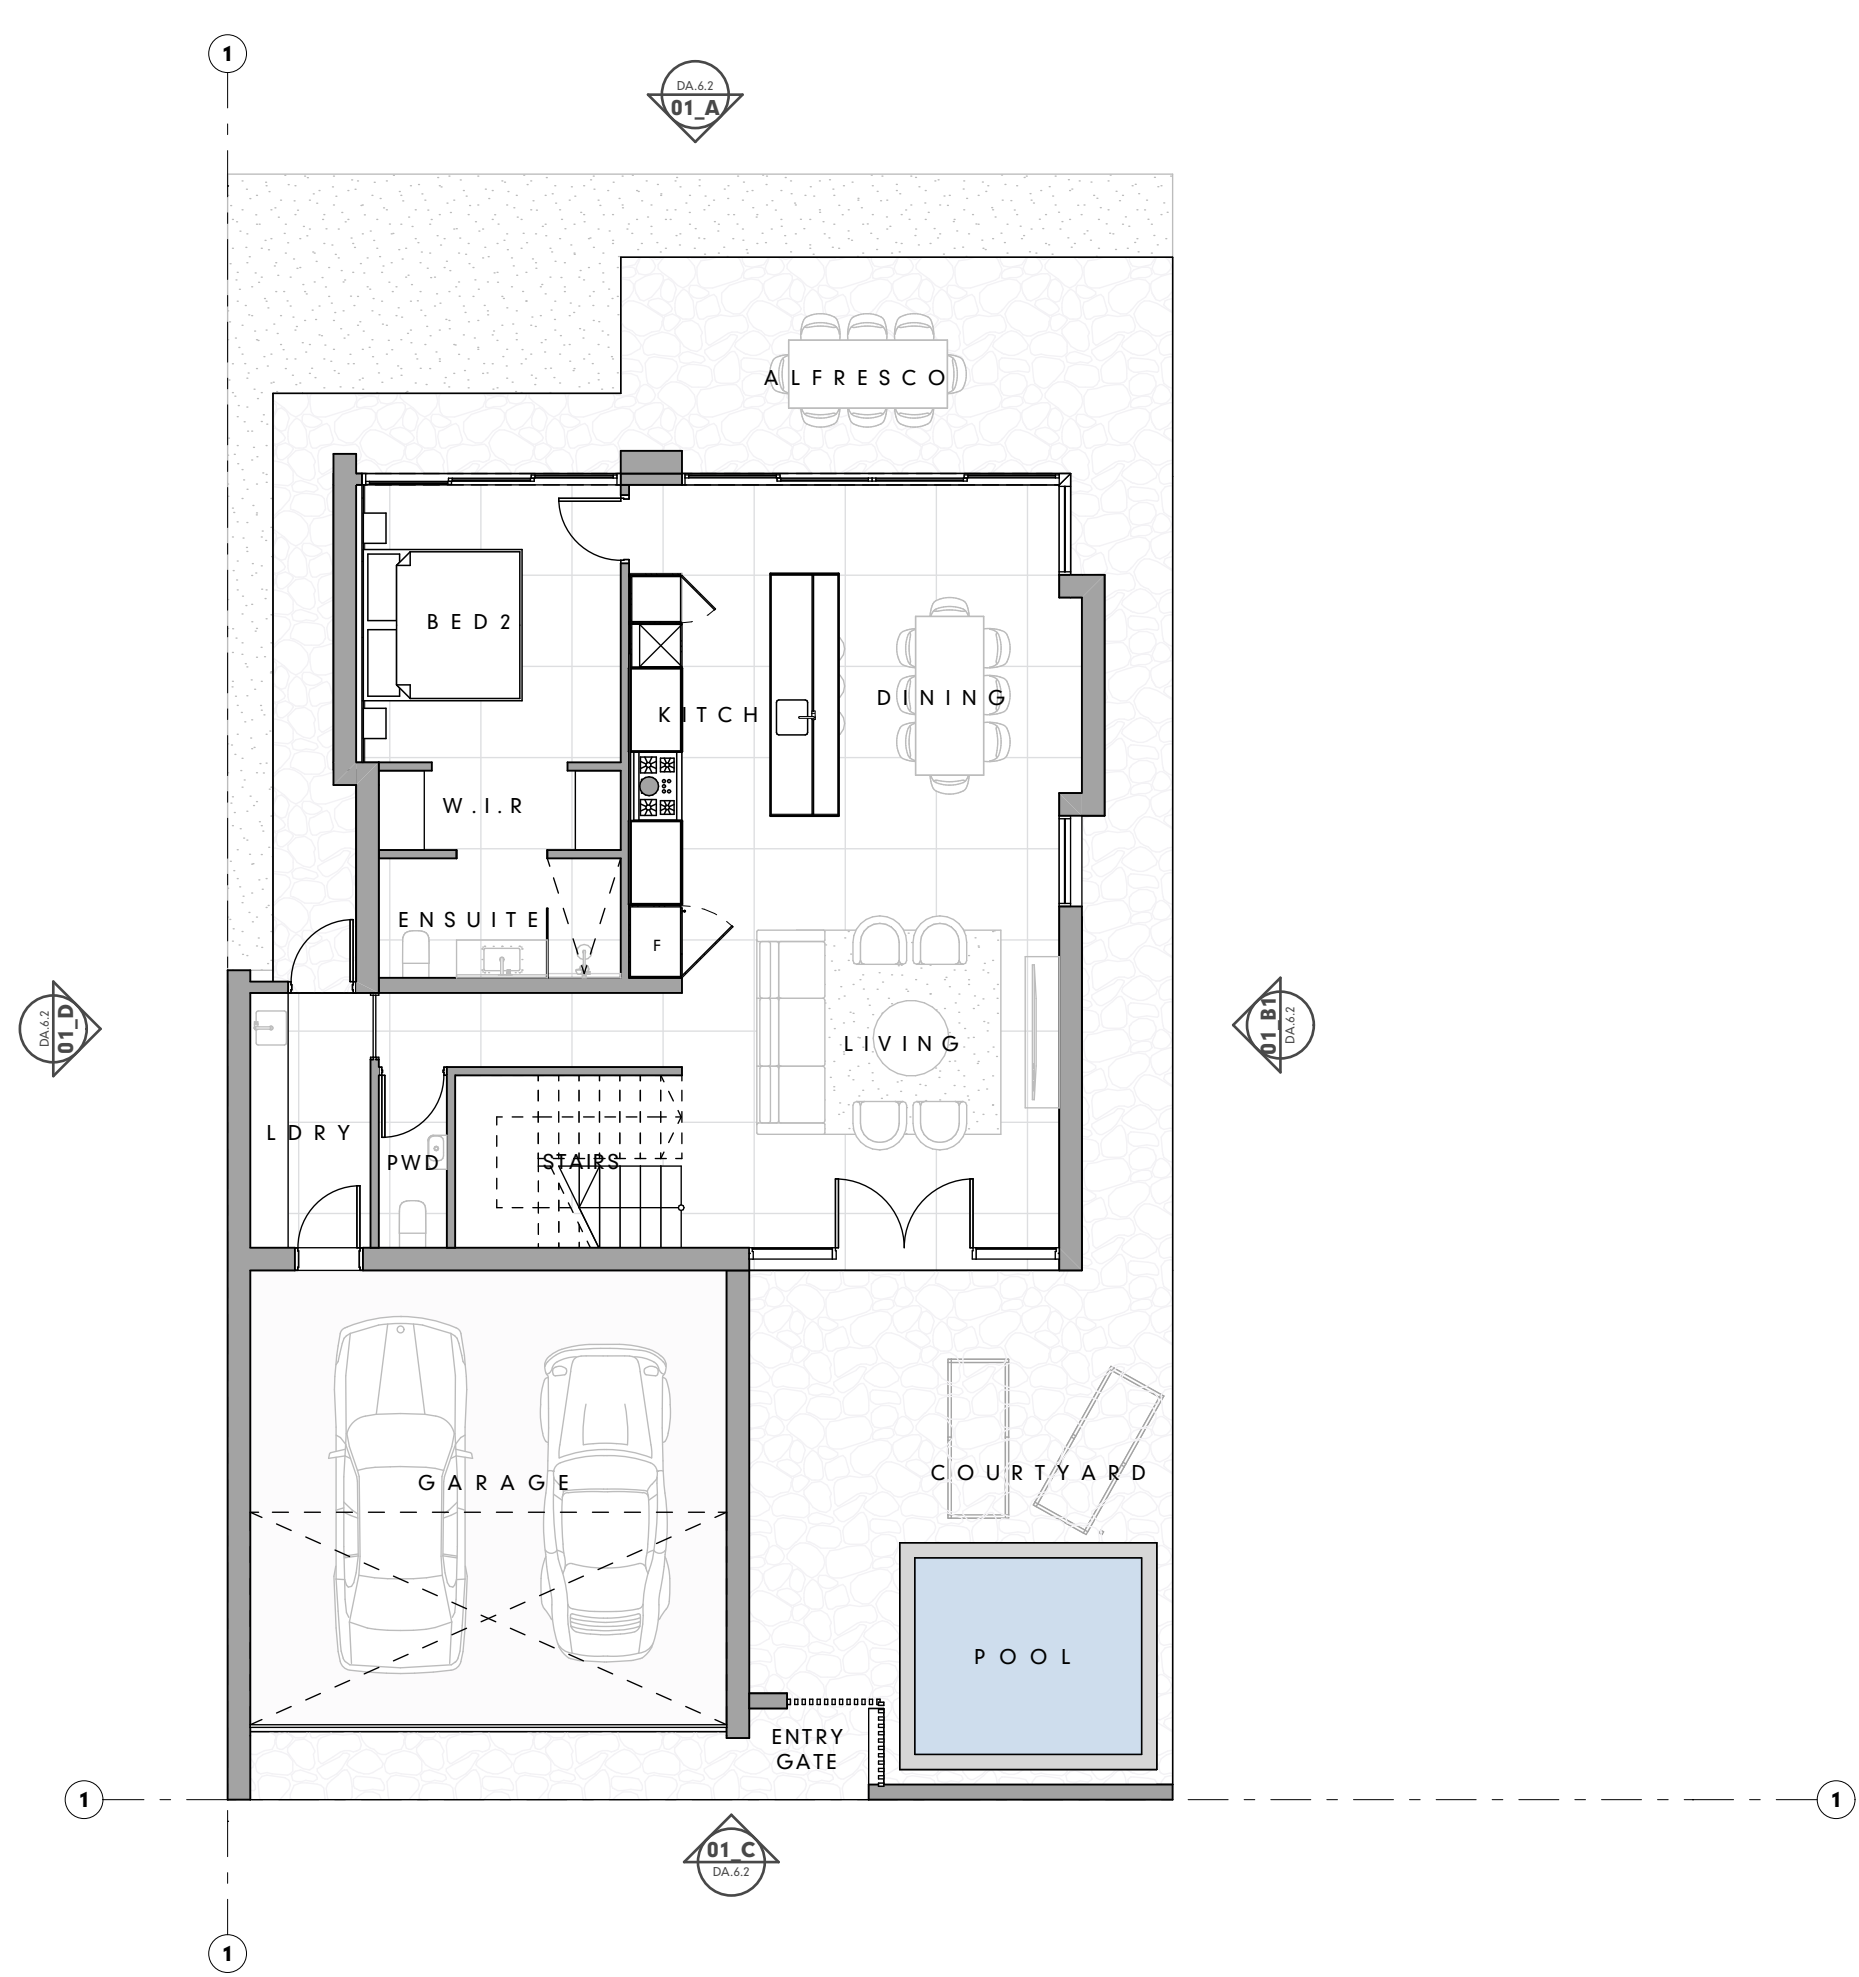 1
DA.6.2
01_A
ALFRESCO
BED2
KITCH
DINING
W.I.R
ENSUITE
F
DA.6.2
01_D
LIVING
01_B1
DA.6.2
LDRY
PWD
STAIRS
GARAGE
COURTYARD
POOL
ENTRY
GATE
1
1
01_C
DA.6.2
1